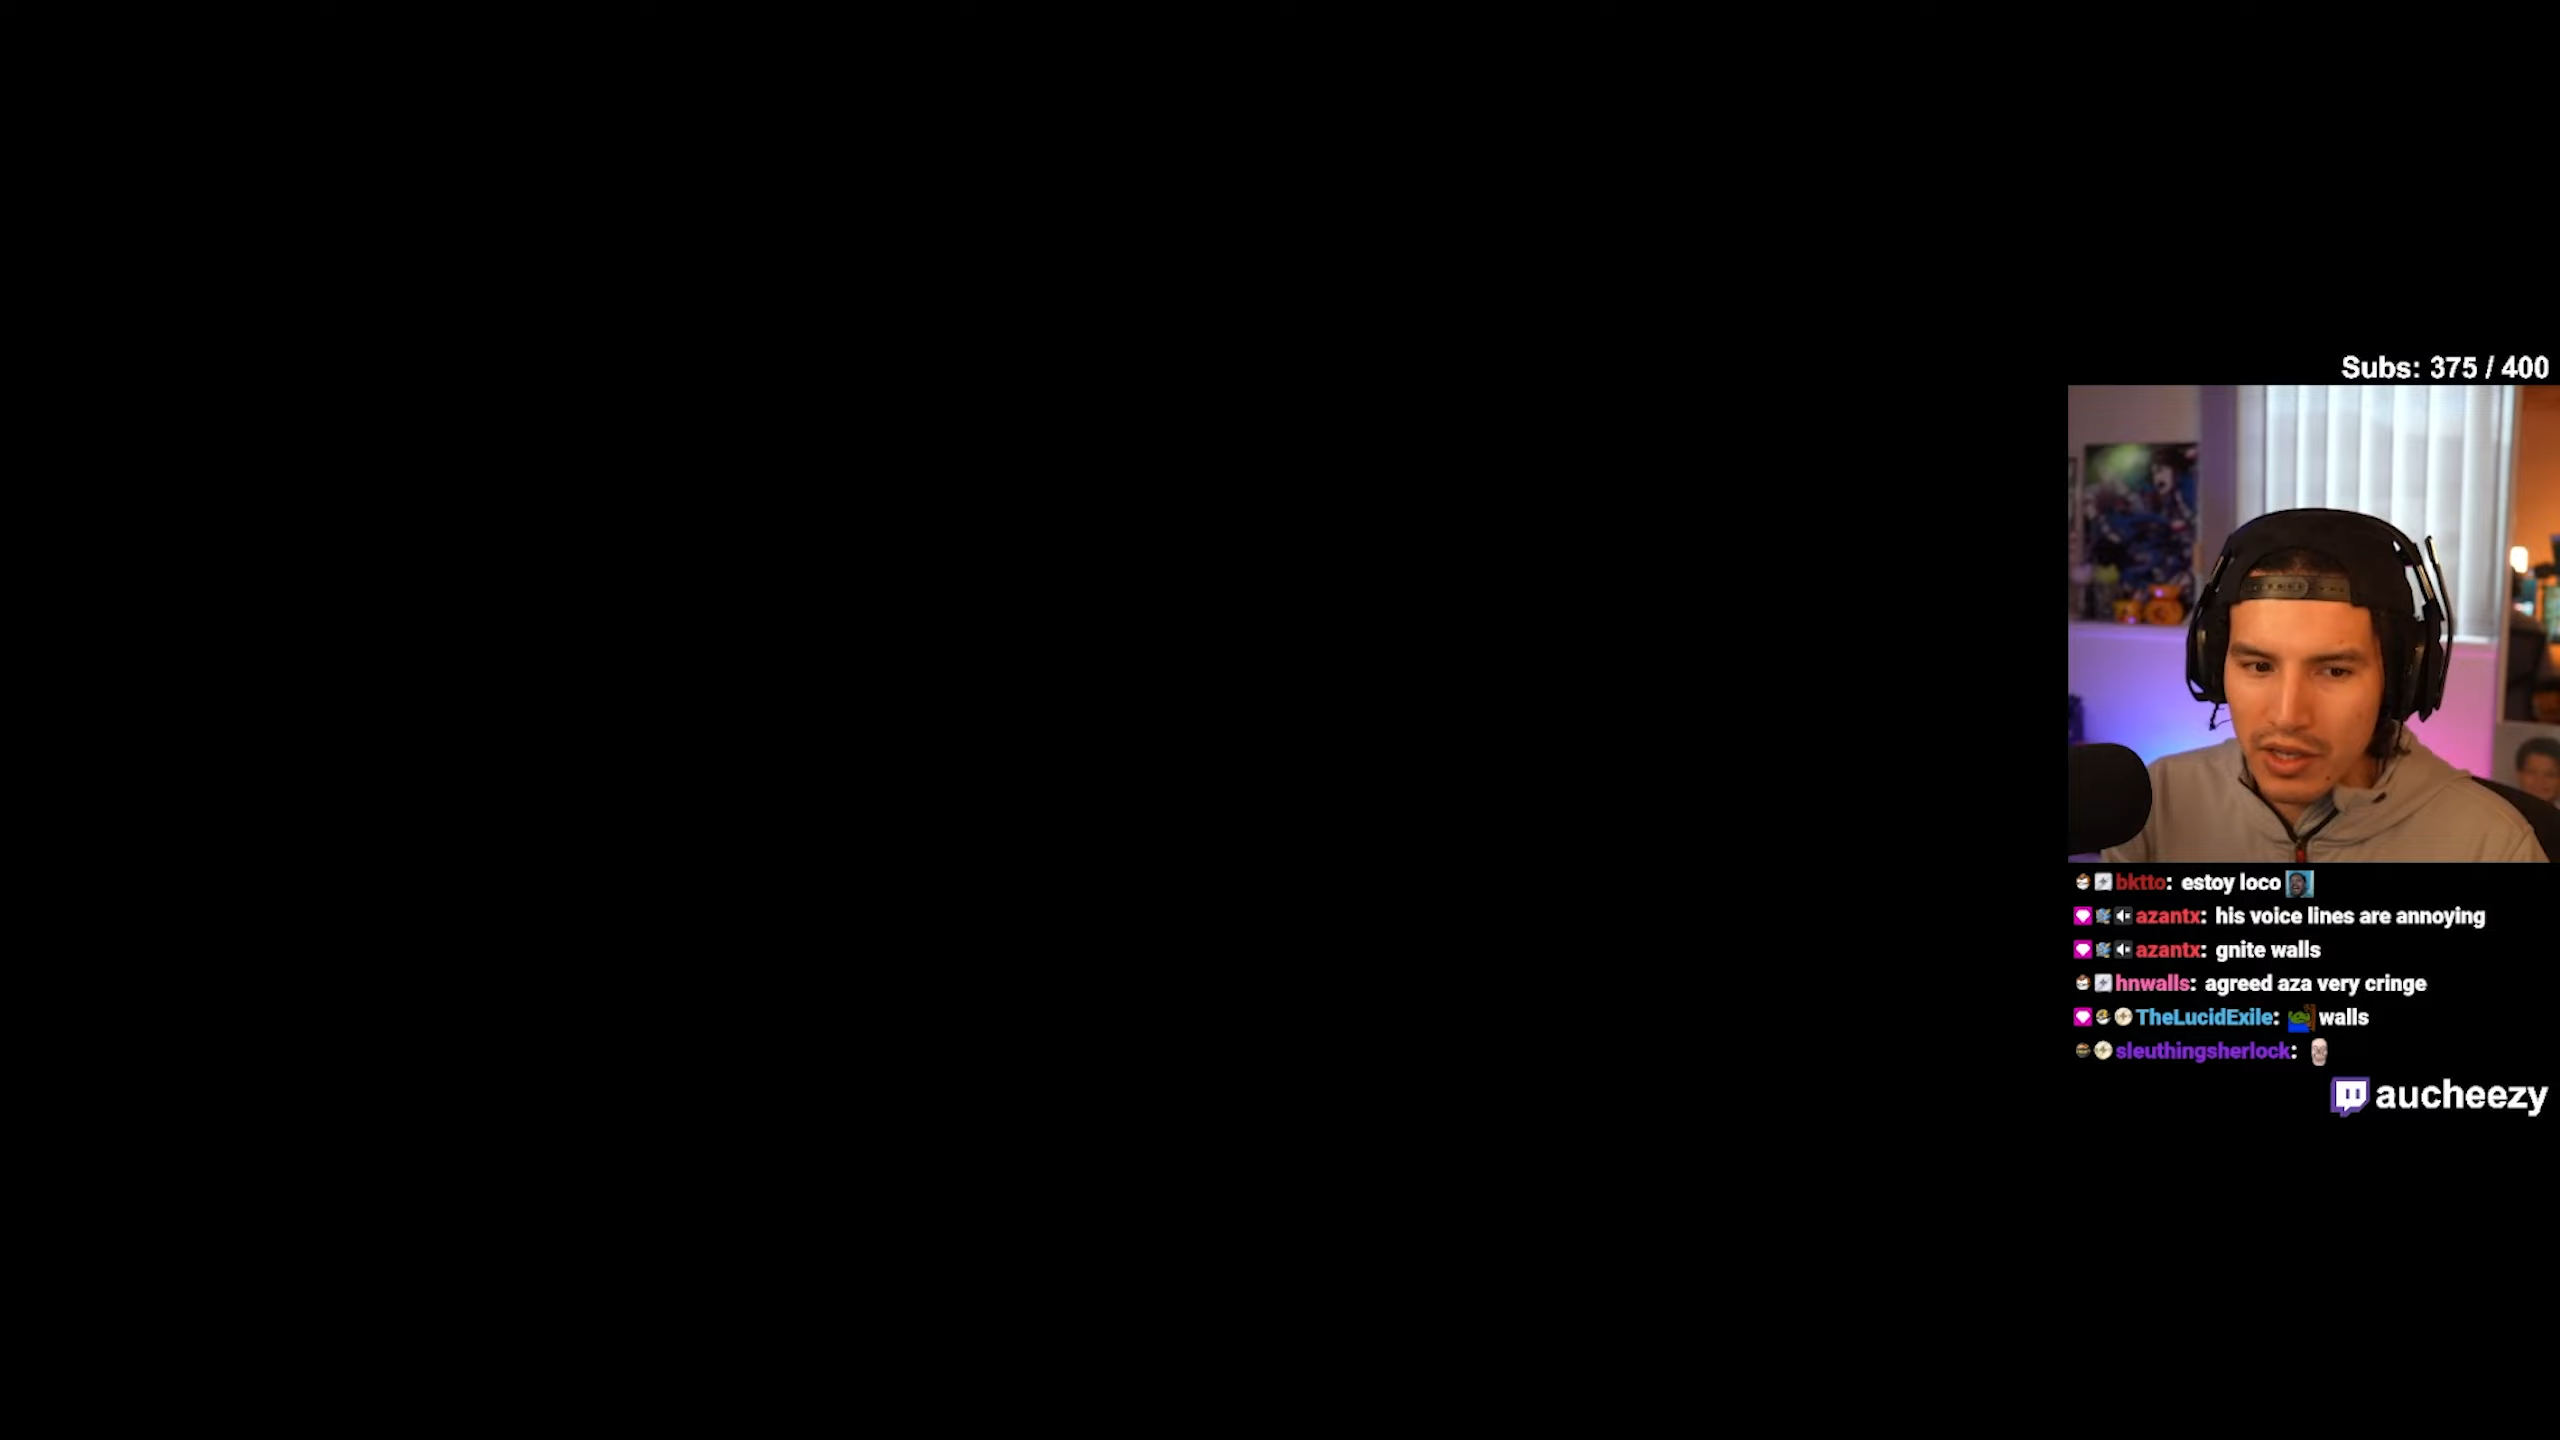 Subs: 375 / 400
bktto: estoy loco
azantx: his voice lines are annoying
azantx: gnite walls
hnwalls: agreed aza very cringe
TheLucidExile: walls
sleuthingsherlock:
aucheezy